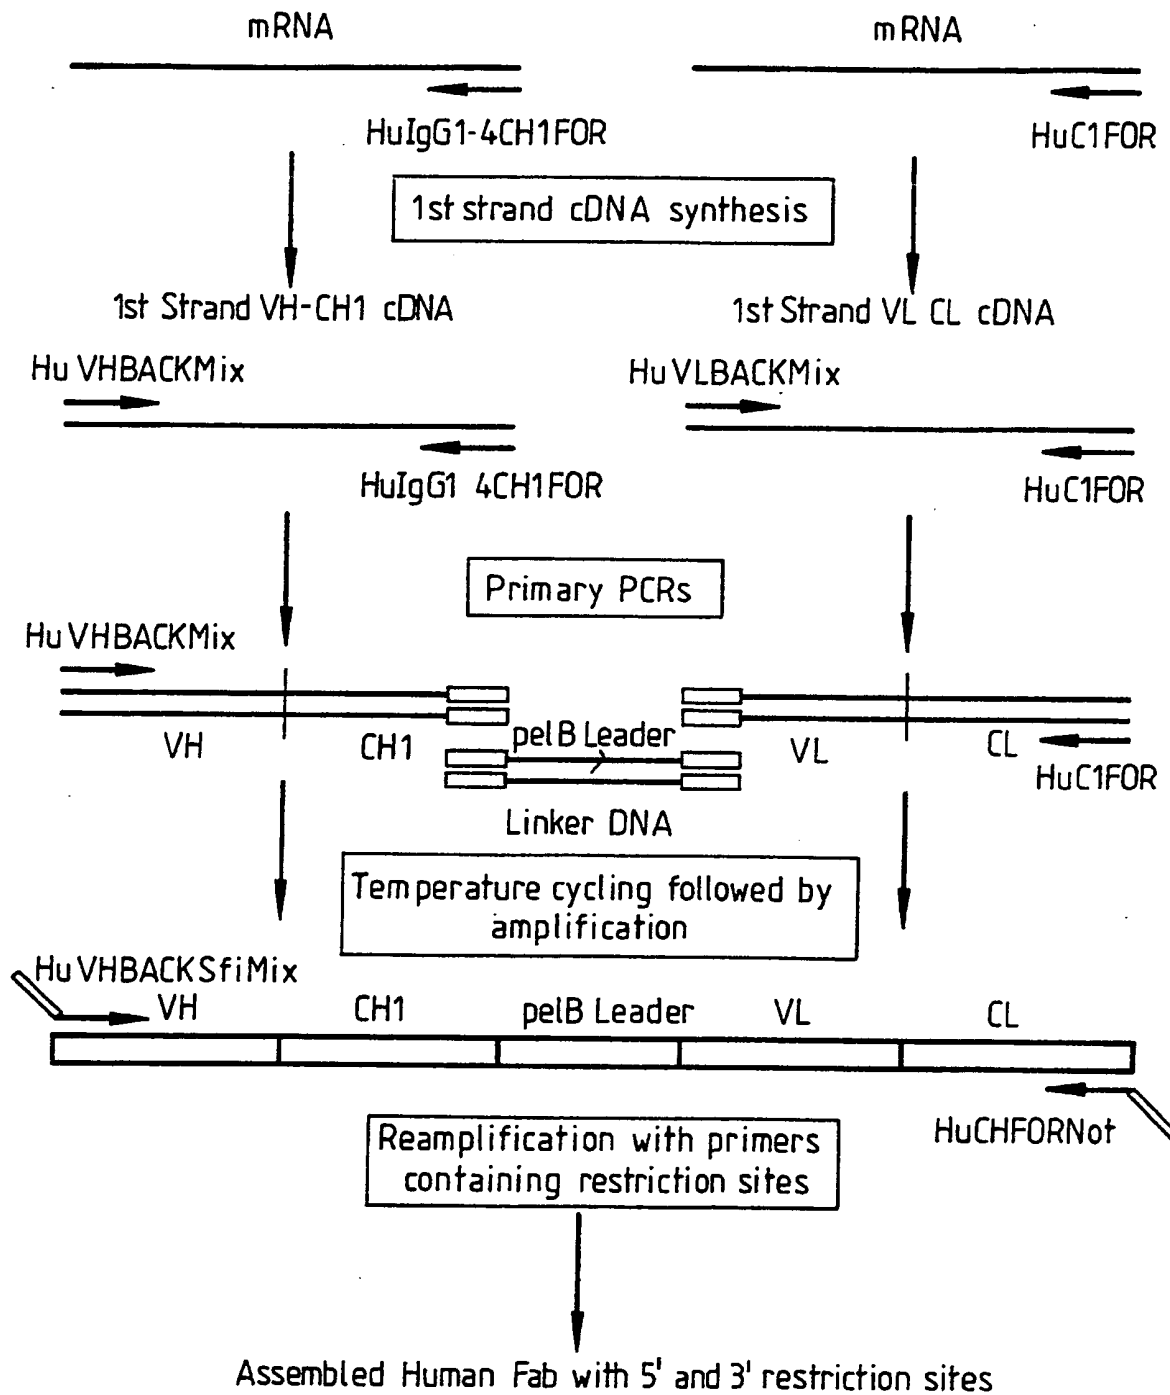 mRNA
mRNA
HuIgG1-4CH1FOR
HuC1FOR
1st strand cDNA synthesis
1st Strand VH-CH1 cDNA
1st Strand VL CL cDNA
Hu VHBACKMix
Hu VLBACKMix
HuIgG1 4CH1FOR
HuC1FOR
Primary PCRs
Hu VHBACKMix
VH
CH1
pelB Leader
VL
CL
HuC1FOR
Linker DNA
Temperature cycling followed by
amplification
Hu VHBACKSfiMix
VH
CH1
pelB Leader
VL
CL
HuCHFORNot
Reamplification with primers
containing restriction sites
Assembled Human Fab with 5' and 3' restriction sites